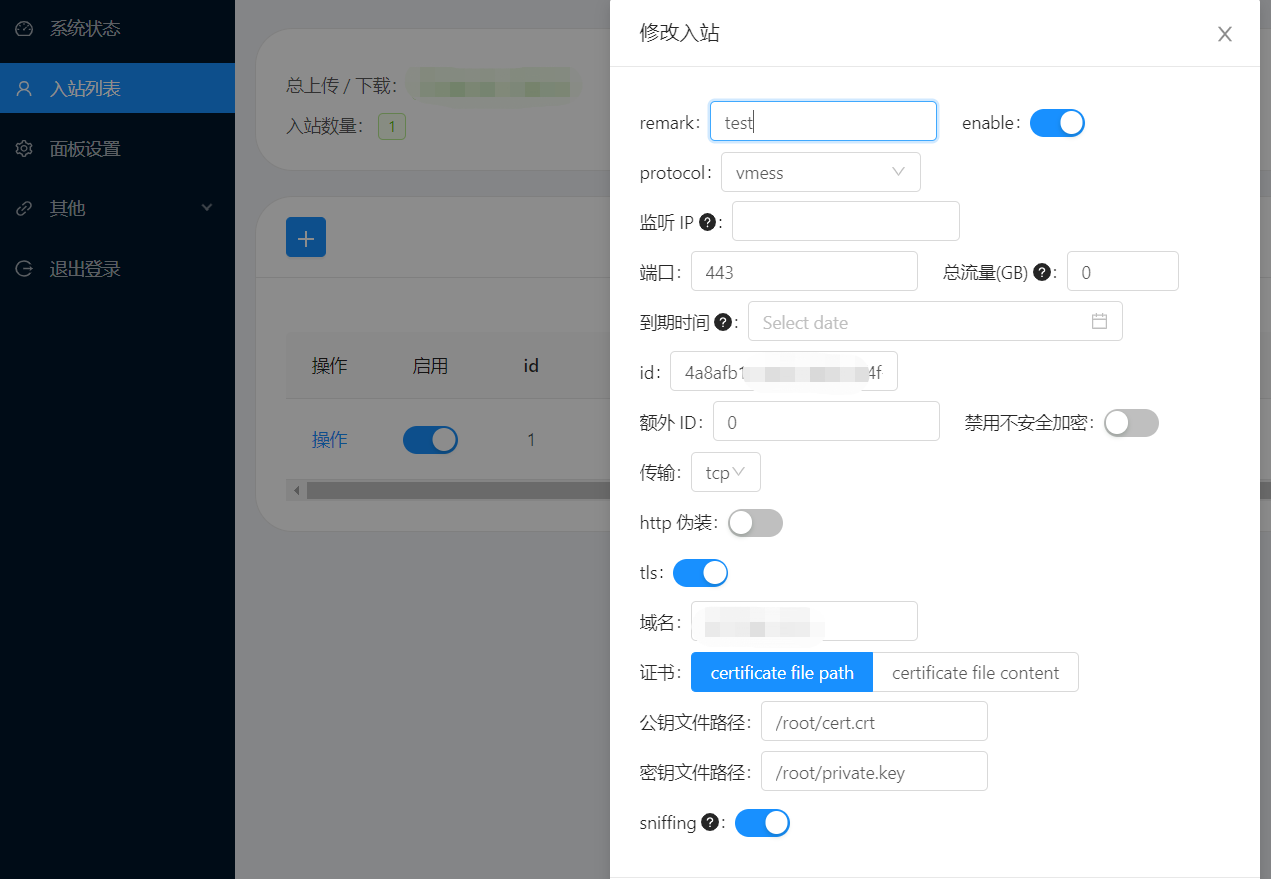 系统状态
入站列表
面板设置
其他
退出登录
总上传 / 下载:
入站数量: 1
操作 启用 id
操作 1
修改入站
remark: test enable:
protocol: vmess
监听 IP ? :
端口: 443 总流量(GB) ? : 0
到期时间 ? : Select date
id: 4a8afb1 4f
额外 ID: 0 禁用不安全加密:
传输: tcp
http 伪装:
tls:
域名:
证书: certificate file path certificate file content
公钥文件路径: /root/cert.crt
密钥文件路径: /root/private.key
sniffing ? :